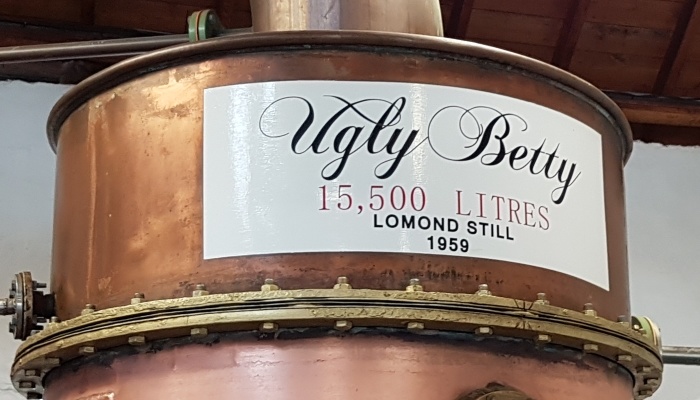 Ugly Betty
15,500 LITRES
LOMOND STILL
1959